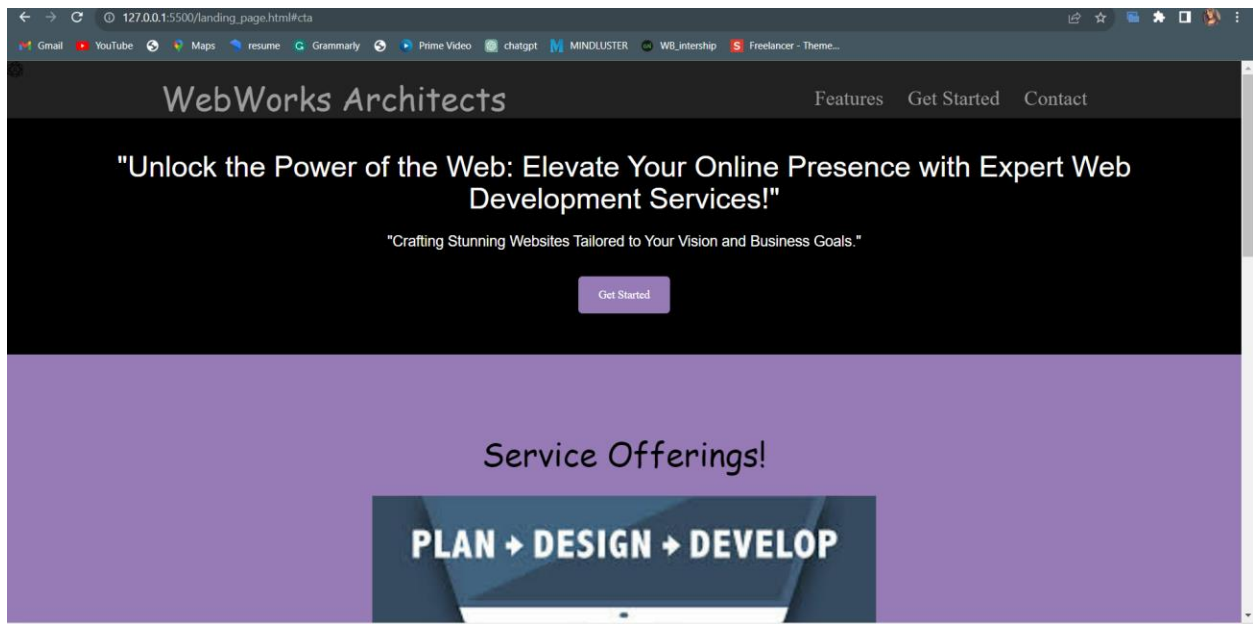 127.0.0.1:5500/landing_page.html#cta
Gmail YouTube Maps resume Grammarly Prime Video chatgpt MINDLUSTER WB_intership Freelancer - Theme...
WebWorks Architects Features Get Started Contact
"Unlock the Power of the Web: Elevate Your Online Presence with Expert Web
Development Services!"
"Crafting Stunning Websites Tailored to Your Vision and Business Goals."
Get Started
Service Offerings!
PLAN → DESIGN → DEVELOP